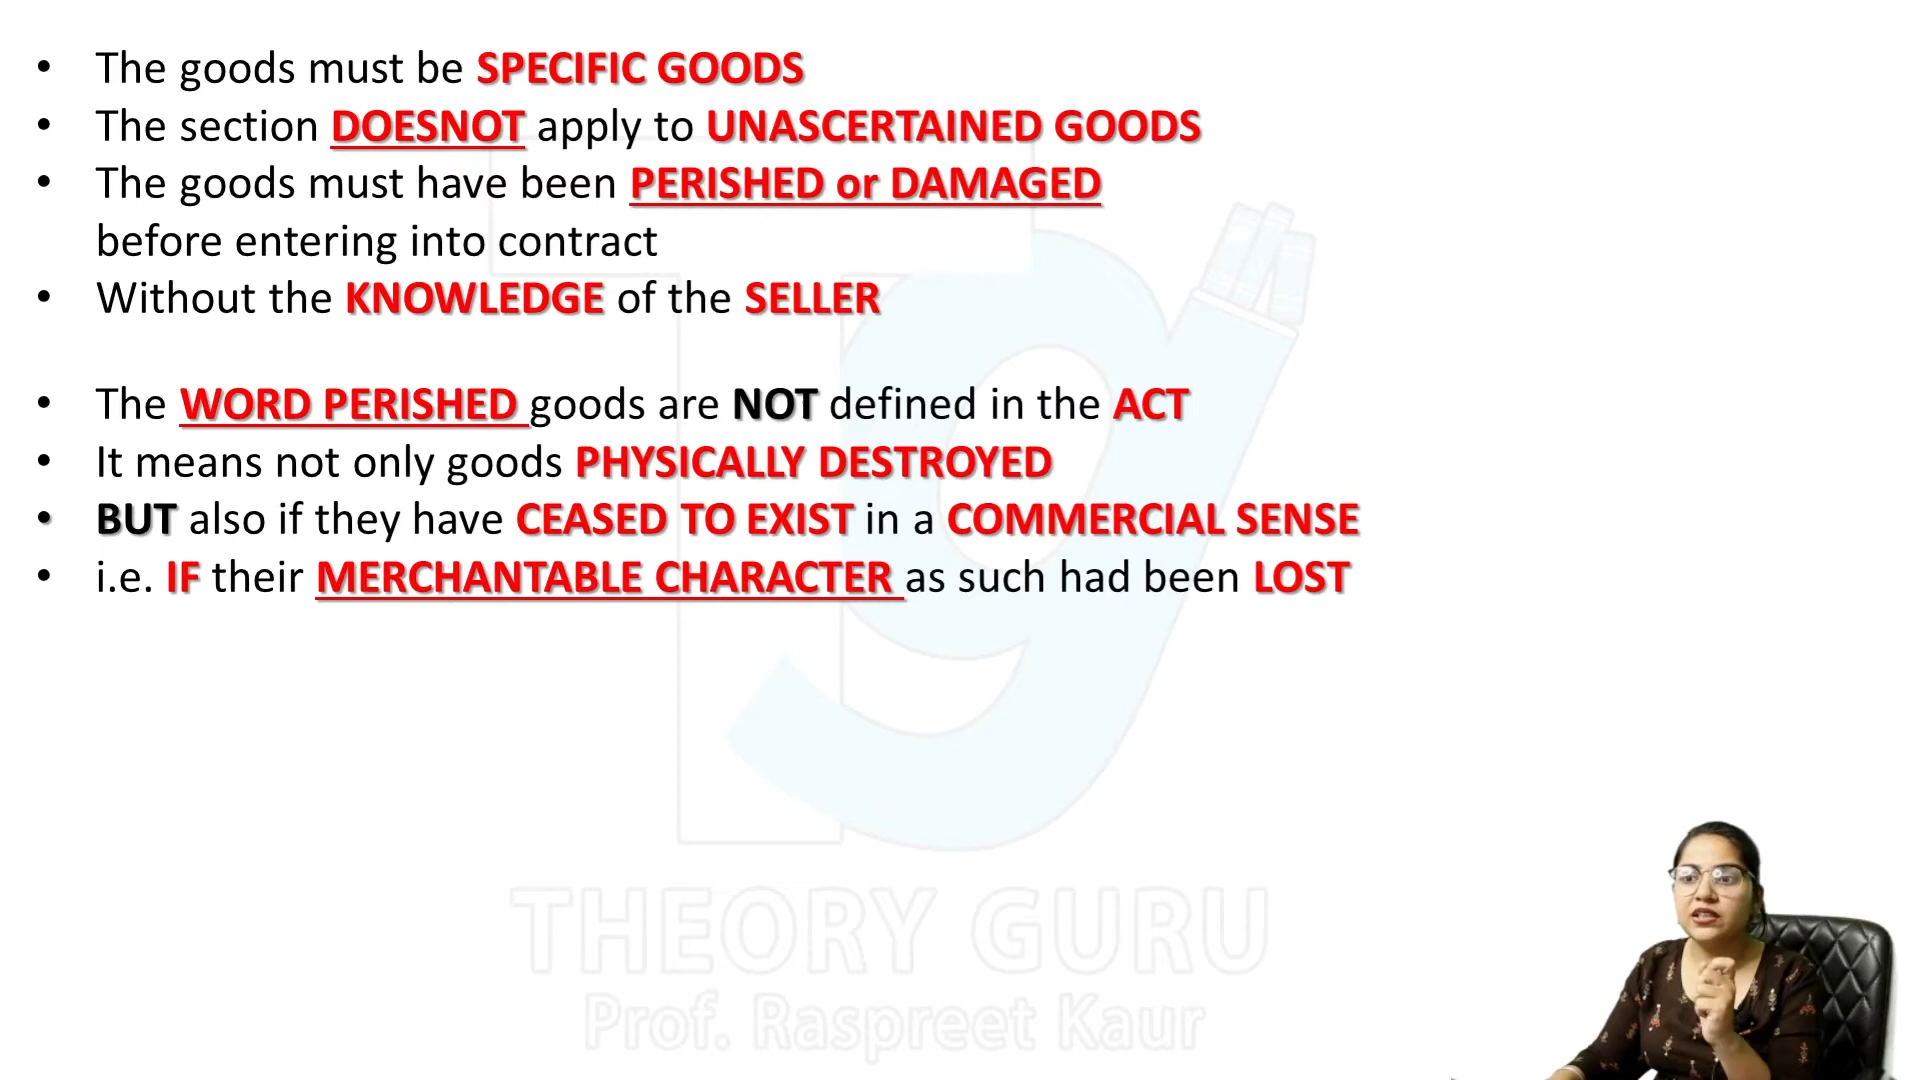 • The goods must be SPECIFIC GOODS
• The section DOESNOT apply to UNASCERTAINED GOODS
• The goods must have been PERISHED or DAMAGED
before entering into contract
• Without the KNOWLEDGE of the SELLER
• The WORD PERISHED goods are NOT defined in the ACT
• It means not only goods PHYSICALLY DESTROYED
• BUT also if they have CEASED TO EXIST in a COMMERCIAL SENSE
• i.e. IF their MERCHANTABLE CHARACTER as such had been LOST
Tg
THEORY GURU
Prof. Raspreet Kaur